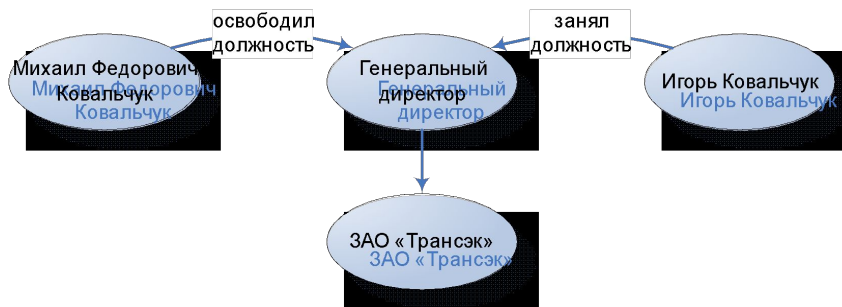 освободил
должность
занял
должность
Михаил Федорович
Ковальчук
Михаил Федорович
Ковальчук
Генеральный
директор
Генеральный
директор
Игорь Ковальчук
Игорь Ковальчук
ЗАО «Трансэк»
ЗАО «Трансэк»